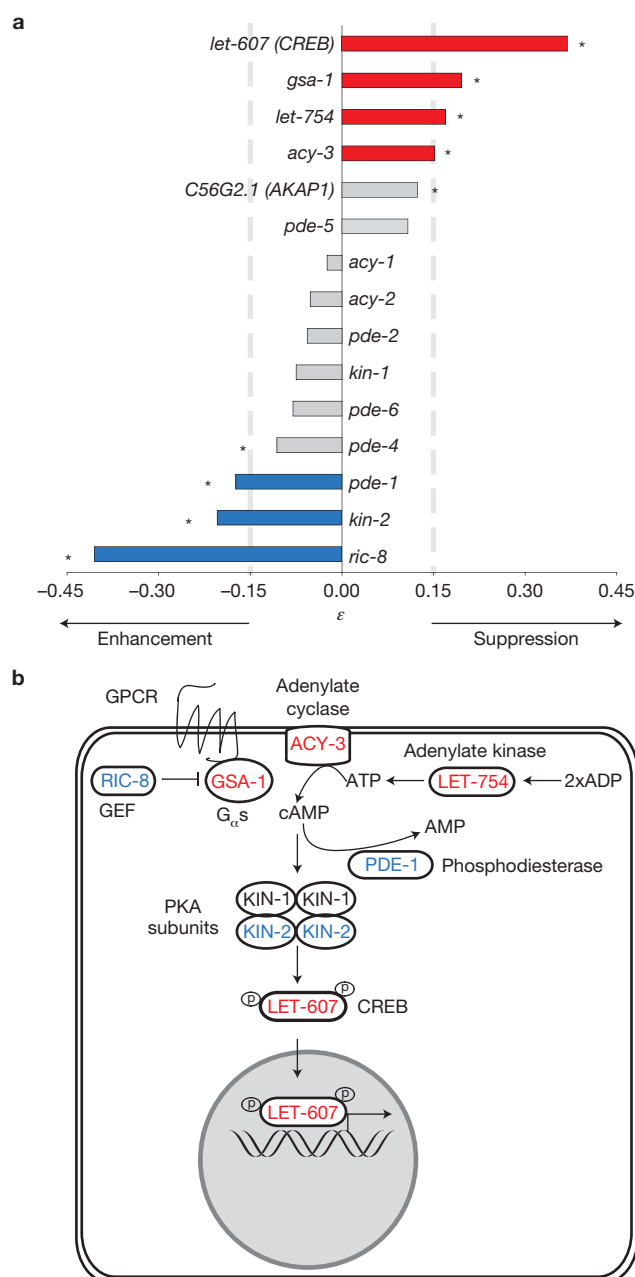 a
let-607 (CREB)
*
gsa-1
*
let-754
*
acy-3
*
C56G2.1 (AKAP1)
*
pde-5
acy-1
acy-2
pde-2
kin-1
pde-6
* pde-4
* pde-1
* kin-2
* ric-8
−0.45 −0.30 −0.15 0.00 0.15 0.30 0.45
ε
Enhancement Suppression
b
GPCR
Adenylate
cyclase
ACY-3
Adenylate kinase
RIC-8
GSA-1
ATP
LET-754
2xADP
GEF
Gαs
cAMP
AMP
PDE-1
Phosphodiesterase
PKA
subunits
KIN-1 KIN-1
KIN-2 KIN-2
p LET-607 p
CREB
p LET-607 p